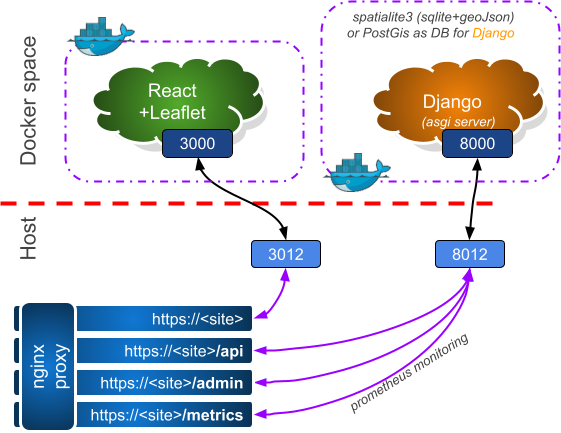 spatialite3 (sqlite+geoJson)
or PostGis as DB for Django
Docker space
React
+Leaflet
3000
Django
(asgi server)
8000
Host
3012
8012
nginx
proxy
https://<site>
https://<site>/api
https://<site>/admin
https://<site>/metrics
prometheus monitoring